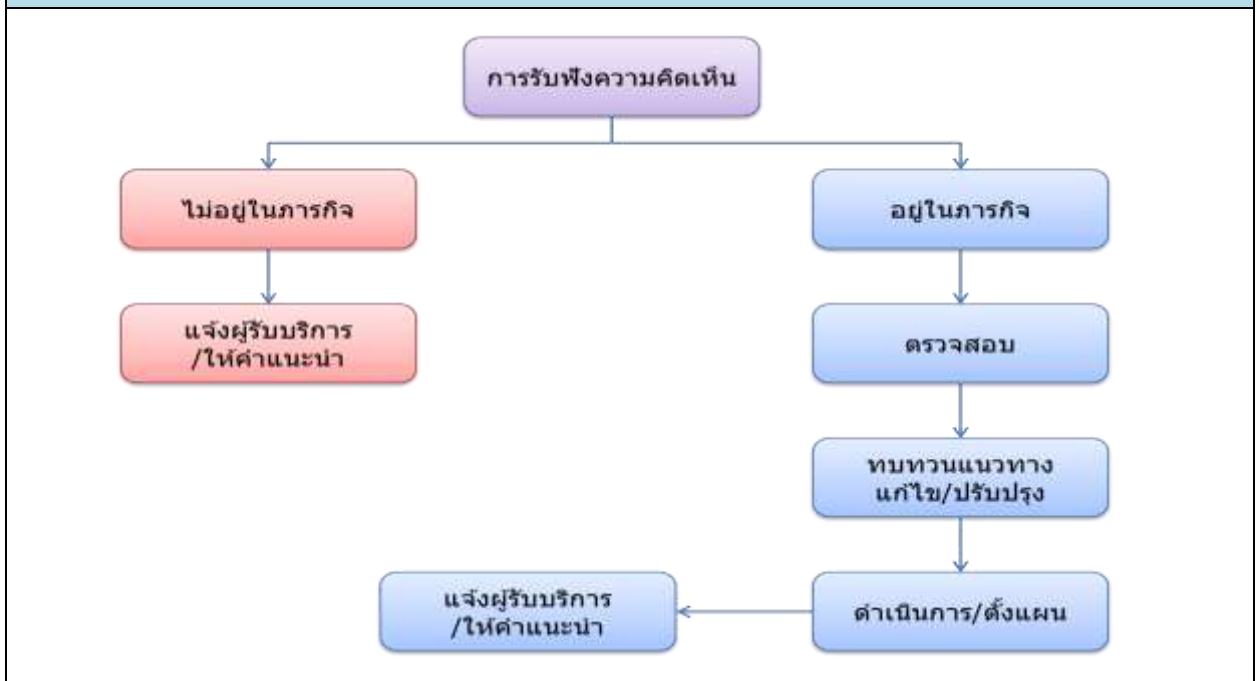 การรับฟังความคิดเห็น
ไม่อยู่ในภารกิจ
อยู่ในภารกิจ
แจ้งผู้รับบริการ
/ให้คำแนะนำ
ตรวจสอบ
ทบทวนแนวทาง
แก้ไข/ปรับปรุง
แจ้งผู้รับบริการ
/ให้คำแนะนำ
ดำเนินการ/ตั้งแผน